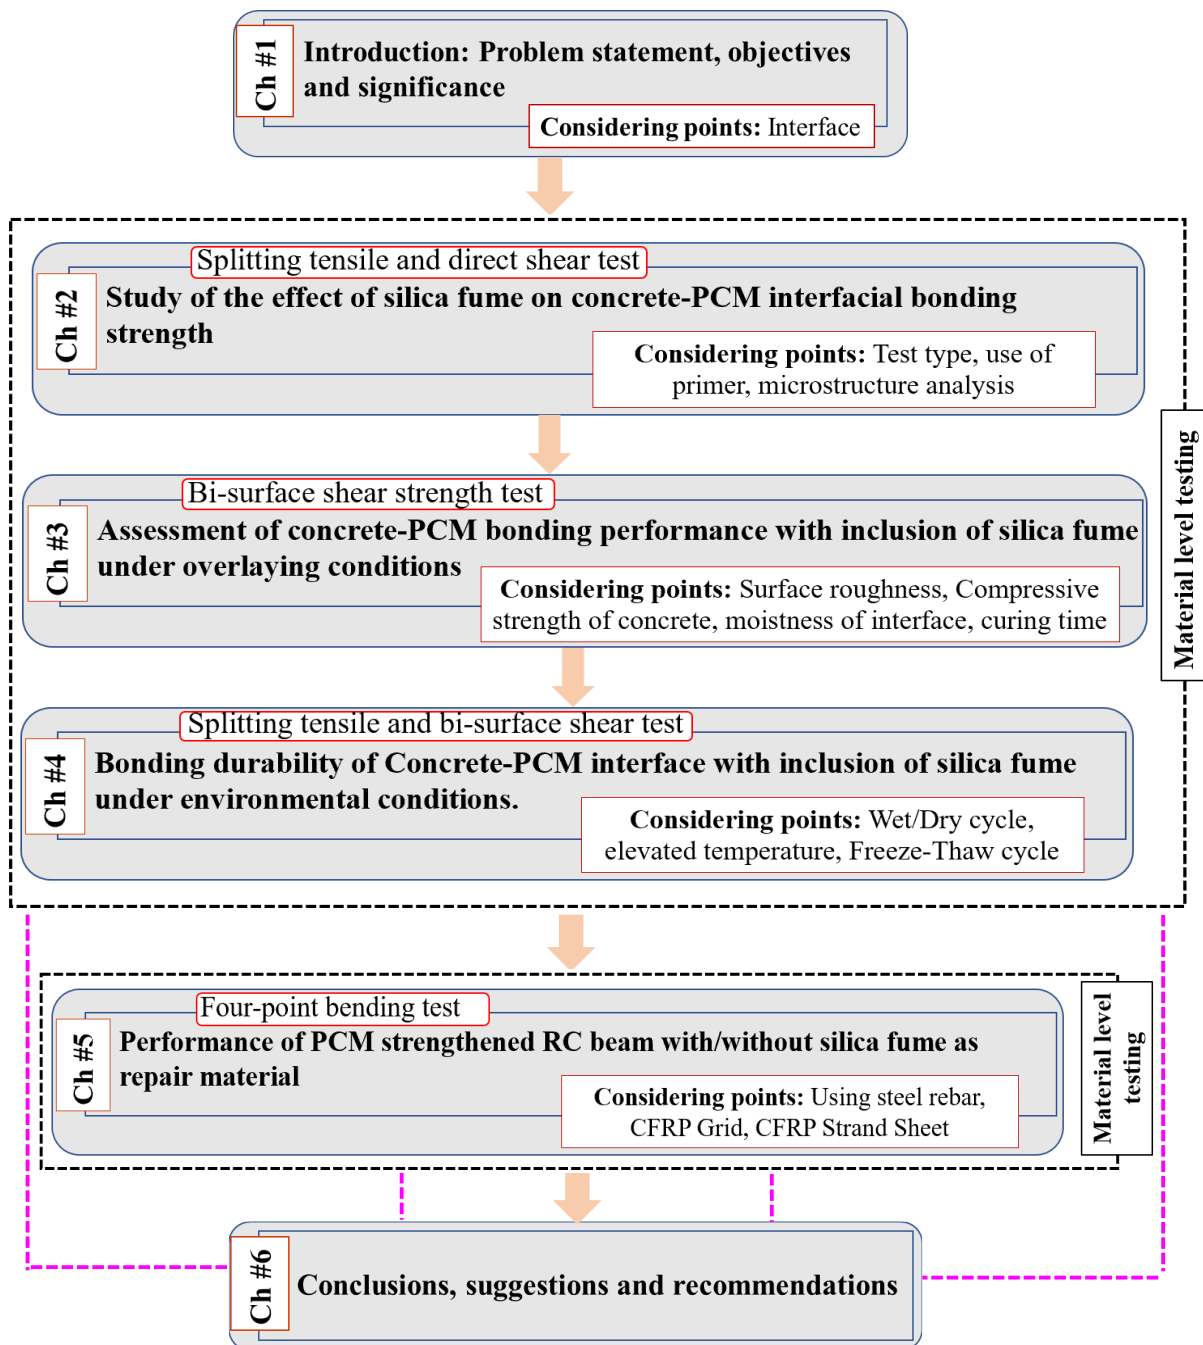 Ch #1
Introduction: Problem statement, objectives
and significance
Considering points: Interface
Splitting tensile and direct shear test
Ch #2
Study of the effect of silica fume on concrete-PCM interfacial bonding
strength
Considering points: Test type, use of
primer, microstructure analysis
Bi-surface shear strength test
Ch #3
Assessment of concrete-PCM bonding performance with inclusion of silica fume
under overlaying conditions
Considering points: Surface roughness, Compressive
strength of concrete, moistness of interface, curing time
Splitting tensile and bi-surface shear test
Ch #4
Bonding durability of Concrete-PCM interface with inclusion of silica fume
under environmental conditions.
Considering points: Wet/Dry cycle,
elevated temperature, Freeze-Thaw cycle
Material level testing
Four-point bending test
Ch #5
Performance of PCM strengthened RC beam with/without silica fume as
repair material
Considering points: Using steel rebar,
CFRP Grid, CFRP Strand Sheet
Material level
testing
Ch #6
Conclusions, suggestions and recommendations